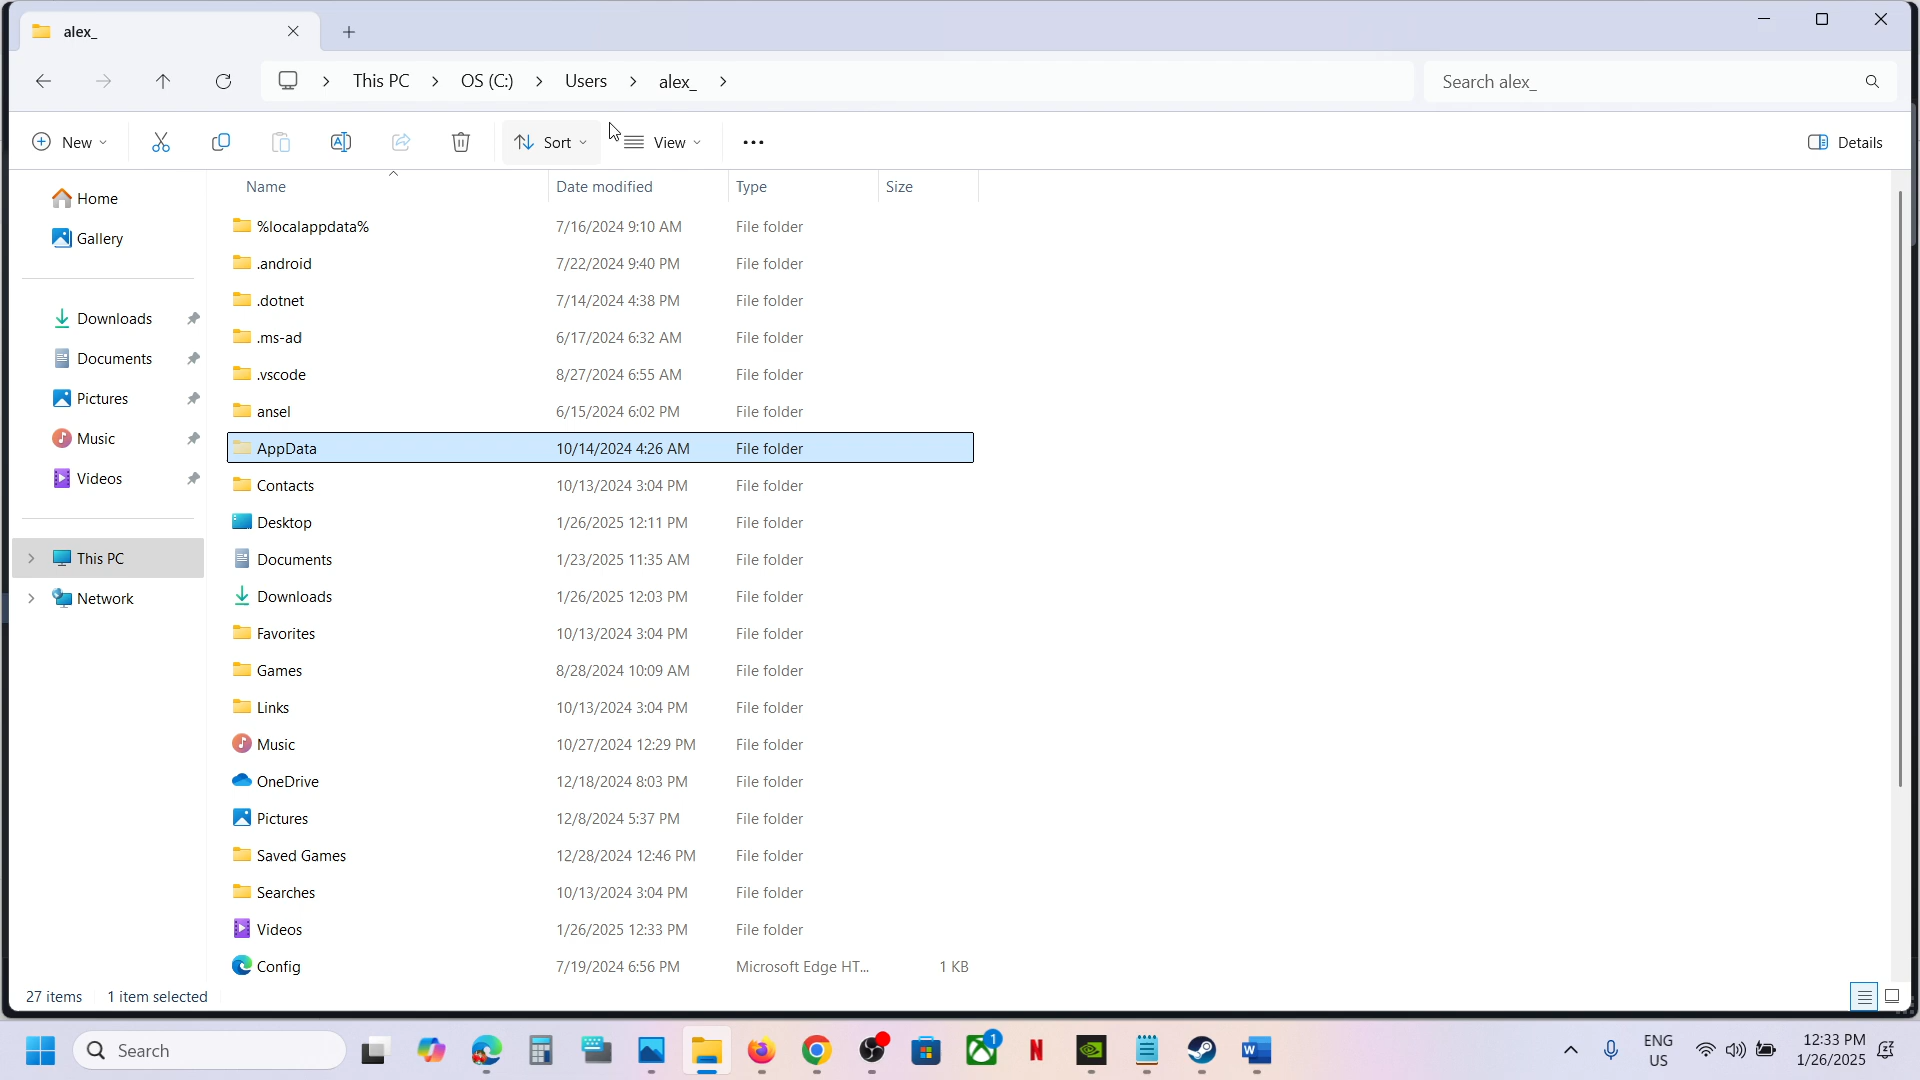 alex_
This PC > OS (C:) > Users > alex_ >
Search alex_
New
Sort
View
Details
Name Date modified Type Size
Home
Gallery
Downloads
Documents
Pictures
Music
Videos
This PC
Network
%localappdata% 7/16/2024 9:10 AM File folder
.android 7/22/2024 9:40 PM File folder
.dotnet 7/14/2024 4:38 PM File folder
.ms-ad 6/17/2024 6:32 AM File folder
.vscode 8/27/2024 6:55 AM File folder
ansel 6/15/2024 6:02 PM File folder
AppData 10/14/2024 4:26 AM File folder
Contacts 10/13/2024 3:04 PM File folder
Desktop 1/26/2025 12:11 PM File folder
Documents 1/23/2025 11:35 AM File folder
Downloads 1/26/2025 12:03 PM File folder
Favorites 10/13/2024 3:04 PM File folder
Games 8/28/2024 10:09 AM File folder
Links 10/13/2024 3:04 PM File folder
Music 10/27/2024 12:29 PM File folder
OneDrive 12/18/2024 8:03 PM File folder
Pictures 12/8/2024 5:37 PM File folder
Saved Games 12/28/2024 12:46 PM File folder
Searches 10/13/2024 3:04 PM File folder
Videos 1/26/2025 12:33 PM File folder
Config 7/19/2024 6:56 PM Microsoft Edge HT... 1 KB
27 items 1 item selected
Search
1
N
W
ENG
US
12:33 PM
1/26/2025